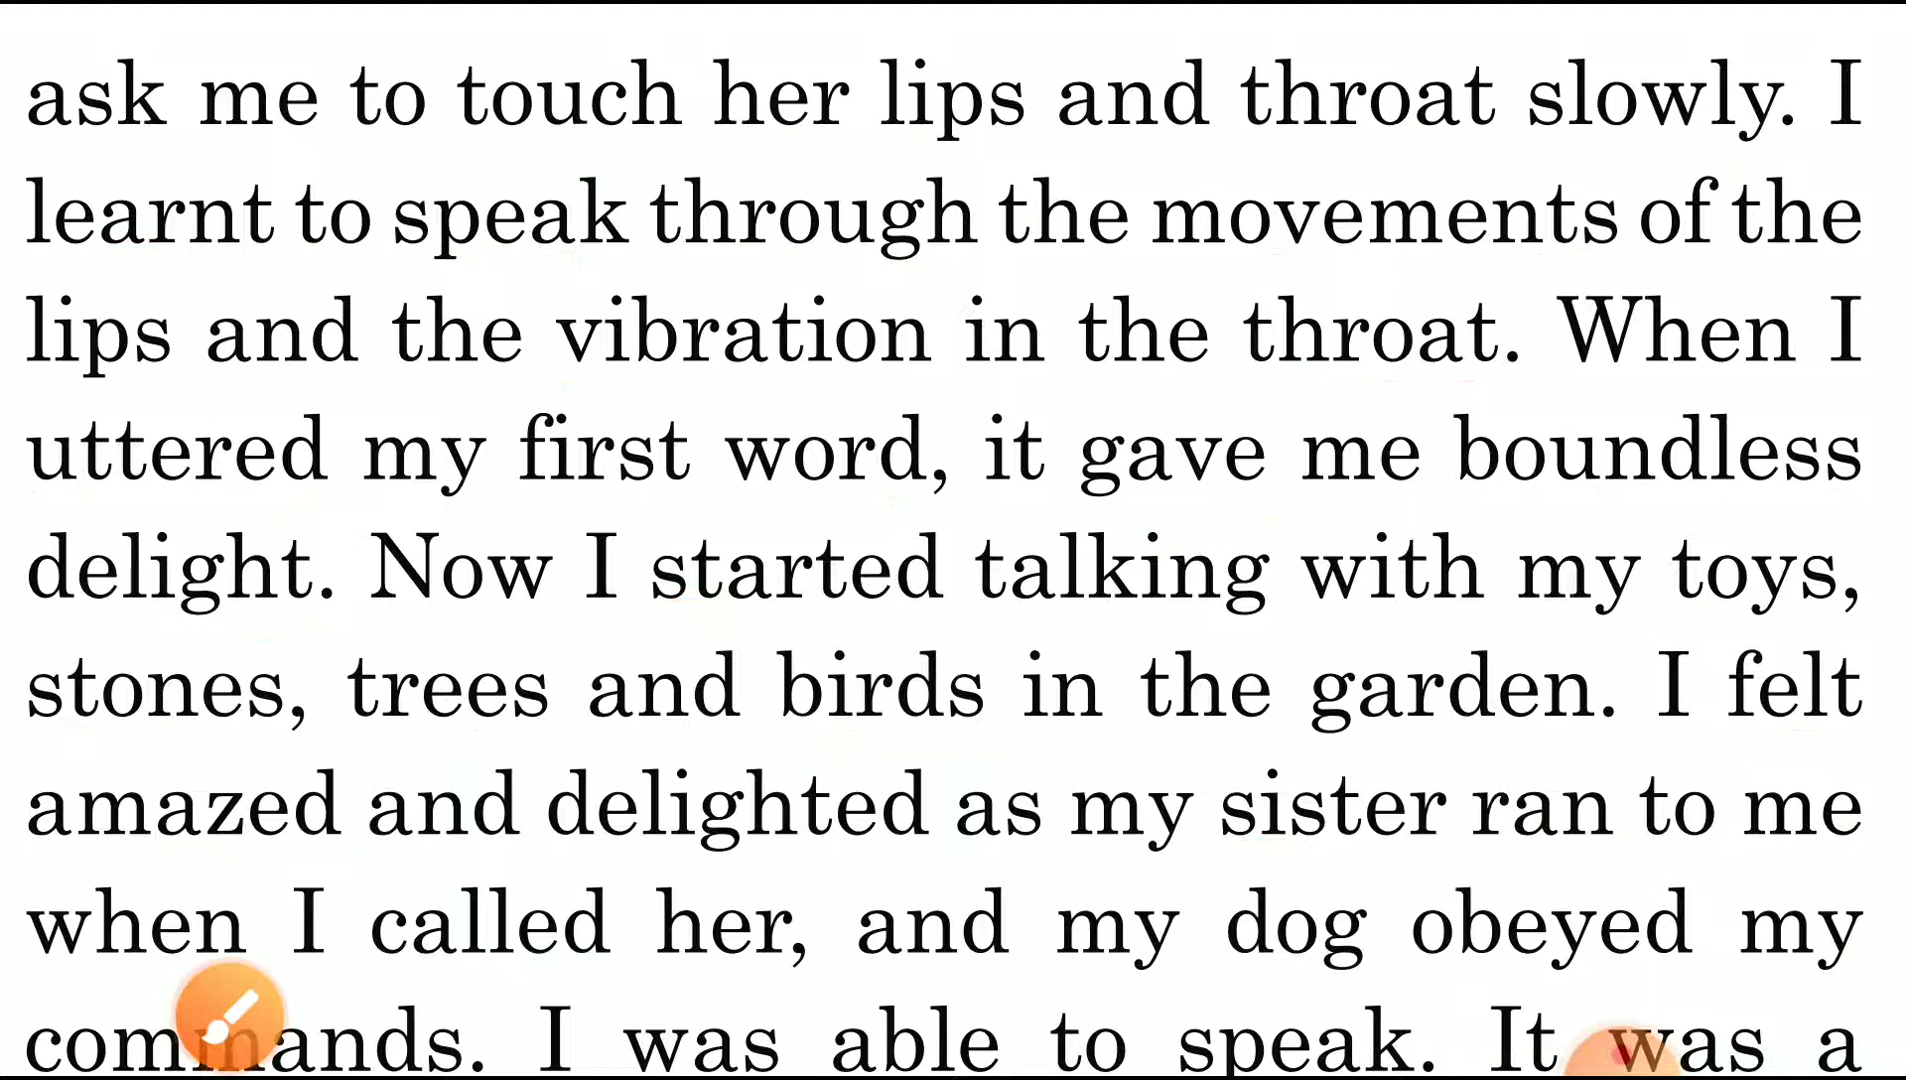 ask me to touch her lips and throat slowly. I
learnt to speak through the movements of the
lips and the vibration in the throat. When I
uttered my first word, it gave me boundless
delight. Now I started talking with my toys,
stones, trees and birds in the garden. I felt
amazed and delighted as my sister ran to me
when I called her, and my dog obeyed my
commands. I was able to speak. It was a